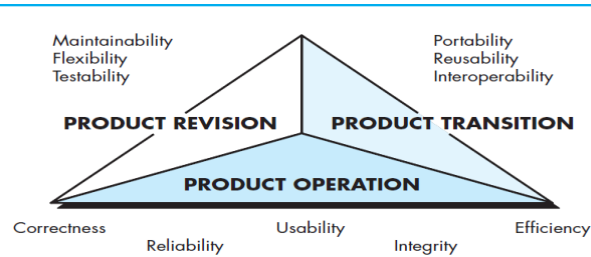 Maintainability
Flexibility
Testability
Portability
Reusability
Interoperability
PRODUCT REVISION
PRODUCT TRANSITION
PRODUCT OPERATION
Correctness
Usability
Efficiency
Reliability
Integrity